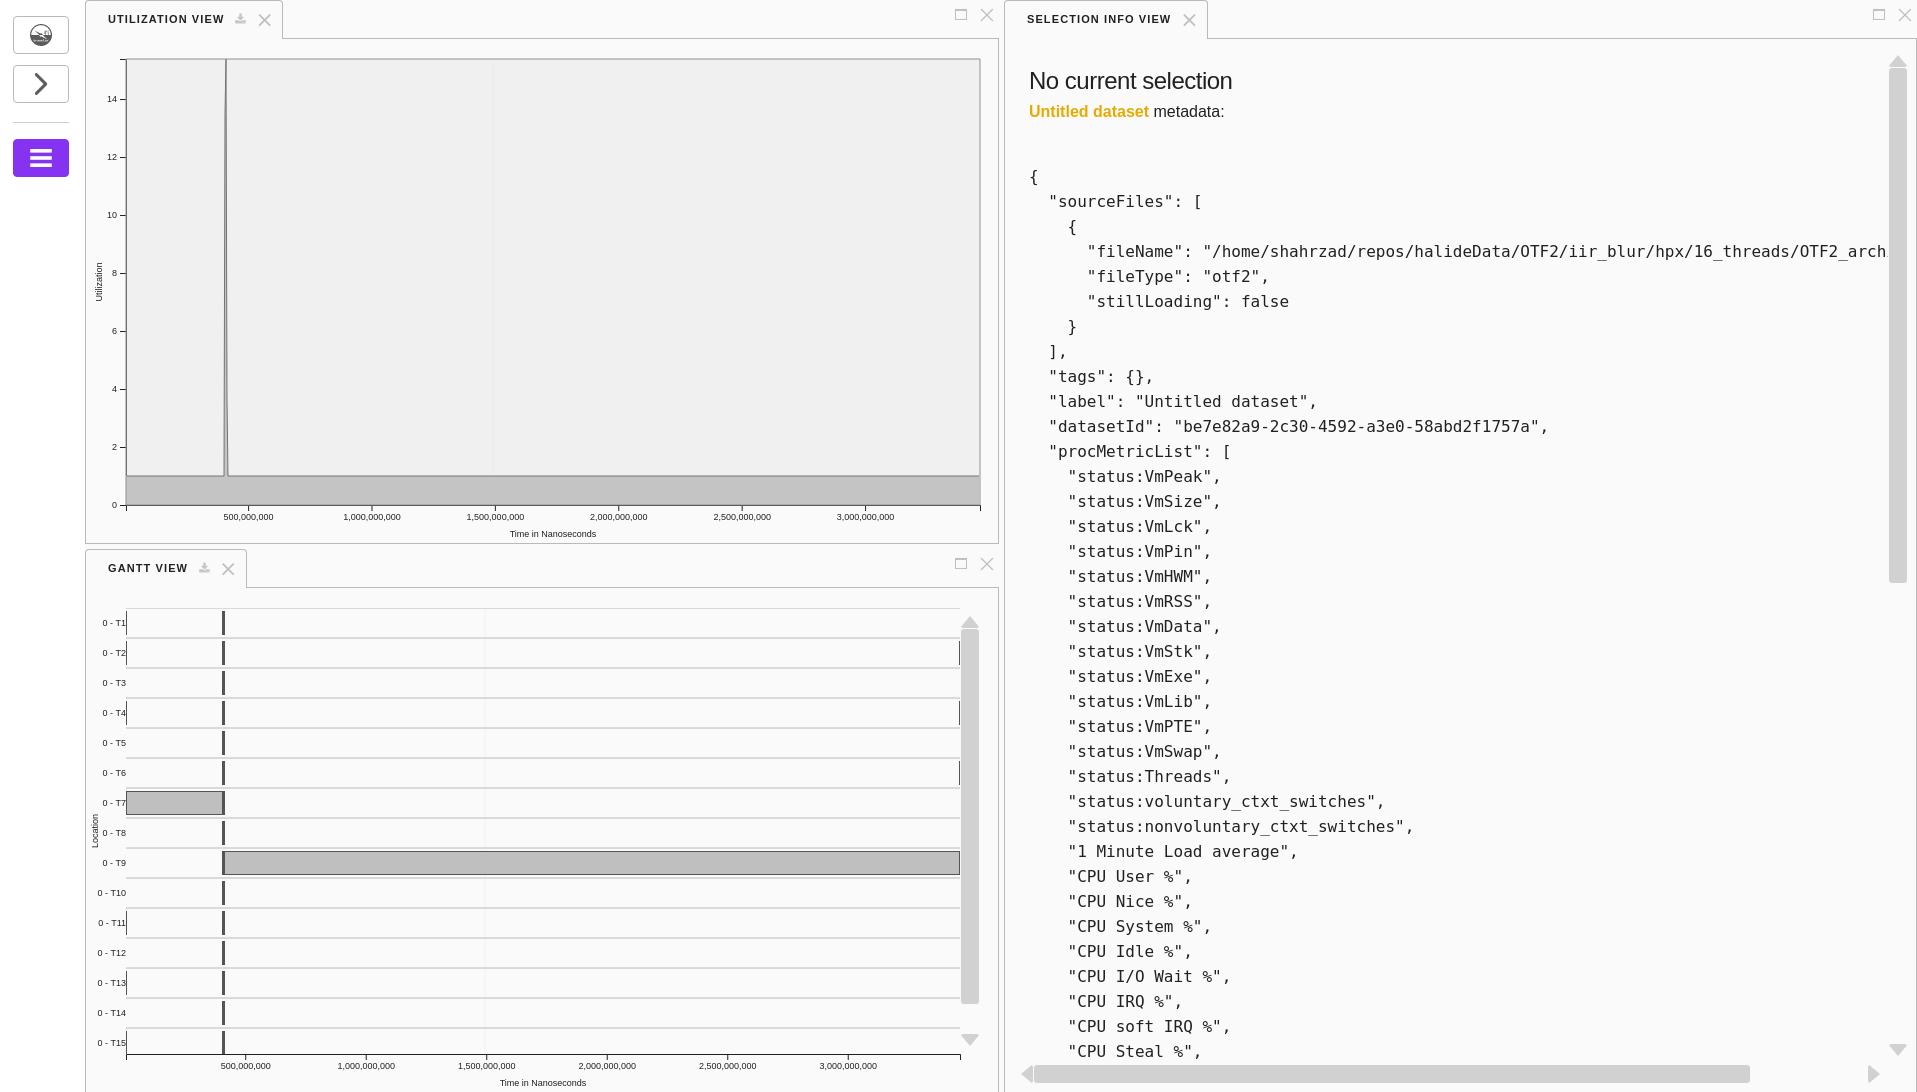 UTILIZATION VIEW
14
12
10
8
6
4
2
0
Utilization
500,000,000 1,000,000,000 1,500,000,000 2,000,000,000 2,500,000,000 3,000,000,000
Time in Nanoseconds
GANTT VIEW
0 - T1
0 - T2
0 - T3
0 - T4
0 - T5
0 - T6
0 - T7
0 - T8
0 - T9
0 - T10
0 - T11
0 - T12
0 - T13
0 - T14
0 - T15
Location
500,000,000 1,000,000,000 1,500,000,000 2,000,000,000 2,500,000,000 3,000,000,000
Time in Nanoseconds
SELECTION INFO VIEW
No current selection
Untitled dataset metadata:
{
"sourceFiles": [
{
"fileName": "/home/shahrzad/repos/halideData/OTF2/iir_blur/hpx/16_threads/OTF2_arch
"fileType": "otf2",
"stillLoading": false
}
],
"tags": {},
"label": "Untitled dataset",
"datasetId": "be7e82a9-2c30-4592-a3e0-58abd2f1757a",
"procMetricList": [
"status:VmPeak",
"status:VmSize",
"status:VmLck",
"status:VmPin",
"status:VmHWM",
"status:VmRSS",
"status:VmData",
"status:VmStk",
"status:VmExe",
"status:VmLib",
"status:VmPTE",
"status:VmSwap",
"status:Threads",
"status:voluntary_ctxt_switches",
"status:nonvoluntary_ctxt_switches",
"1 Minute Load average",
"CPU User %",
"CPU Nice %",
"CPU System %",
"CPU Idle %",
"CPU I/O Wait %",
"CPU IRQ %",
"CPU soft IRQ %",
"CPU Steal %",